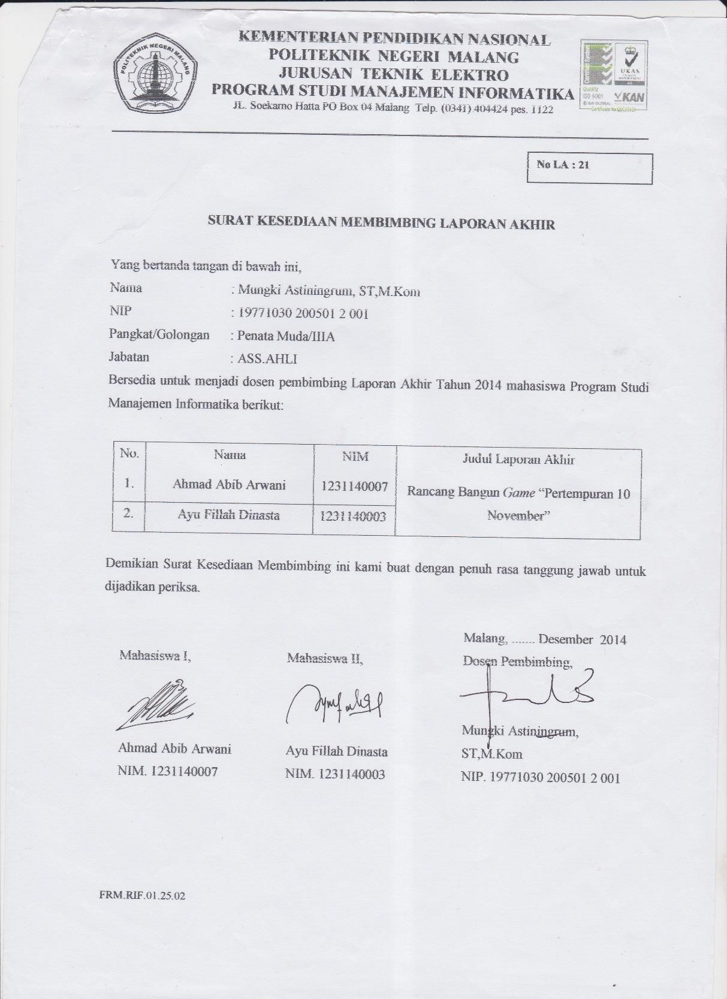 KEMENTERIAN PENDIDIKAN NASIONAL
POLITEKNIK NEGERI MALANG
JURUSAN TEKNIK ELEKTRO
PROGRAM STUDI MANAJEMEN INFORMATIKA
JL. Soekarno Hatta PO Box 04 Malang Telp. (0341) 404424 pes. 1122
POLITEKNIK NEGERI MALANG
UKAS
Quality
ISO 9001
KAN
SAI GLOBAL
No LA : 21
SURAT KESEDIAAN MEMBIMBING LAPORAN AKHIR
Yang bertanda tangan di bawah ini,
Nama : Mungki Astiningrum, ST,M.Kom
NIP : 19771030 200501 2 001
Pangkat/Golongan : Penata Muda/IIIA
Jabatan : ASS.AHLI
Bersedia untuk menjadi dosen pembimbing Laporan Akhir Tahun 2014 mahasiswa Program Studi
Manajemen Informatika berikut:
No. Nama NIM Judul Laporan Akhir
1. Ahmad Abib Arwani 1231140007 Rancang Bangun Game “Pertempuran 10
2. Ayu Fillah Dinasta 1231140003 November”
Demikian Surat Kesediaan Membimbing ini kami buat dengan penuh rasa tanggung jawab untuk
dijadikan periksa.
Malang, ....... Desember 2014
Mahasiswa I, Mahasiswa II, Dosen Pembimbing,
Mungki Astiningrum,
Ahmad Abib Arwani Ayu Fillah Dinasta ST,M.Kom
NIM. 1231140007 NIM. 1231140003 NIP. 19771030 200501 2 001
FRM.RIF.01.25.02